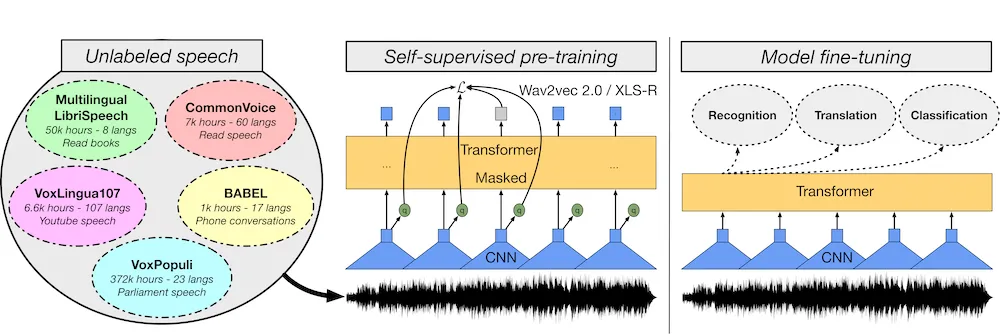 Unlabeled speech
Multilingual
LibriSpeech
50k hours - 8 langs
Read books
CommonVoice
7k hours - 60 langs
Read speech
VoxLingua107
6.6k hours - 107 langs
Youtube speech
BABEL
1k hours - 17 langs
Phone conversations
VoxPopuli
372k hours - 23 langs
Parliament speech
Self-supervised pre-training
ℒ
Wav2vec 2.0 / XLS-R
Transformer
... ...
Masked
q q q q q
CNN
Model fine-tuning
Recognition
Translation
Classification
Transformer
CNN